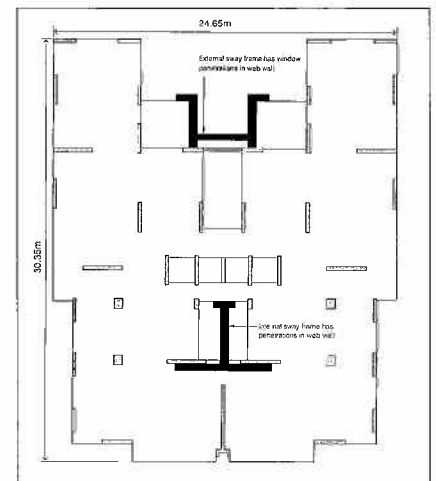 24.65m
External sway frame has window
penetrations in web wall
30.35m
Internal sway frame has
penetrations in web wall